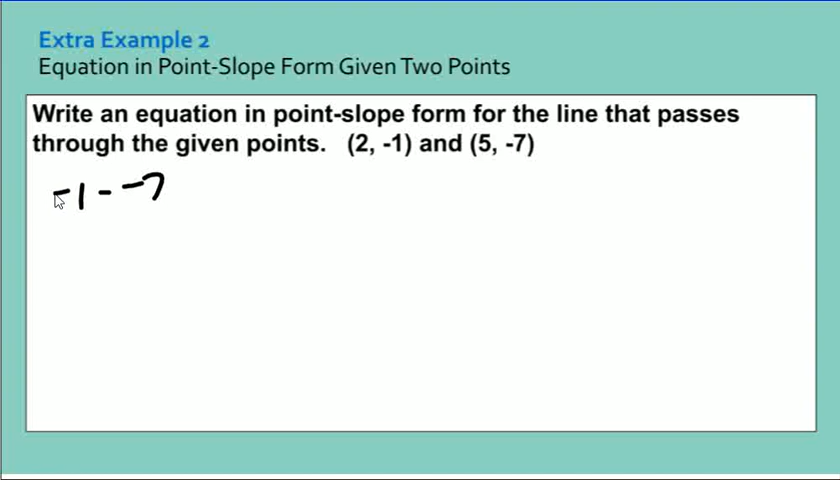 Extra Example 2
Equation in Point-Slope Form Given Two Points
Write an equation in point-slope form for the line that passes
through the given points. (2, -1) and (5, -7)
-1 - -7